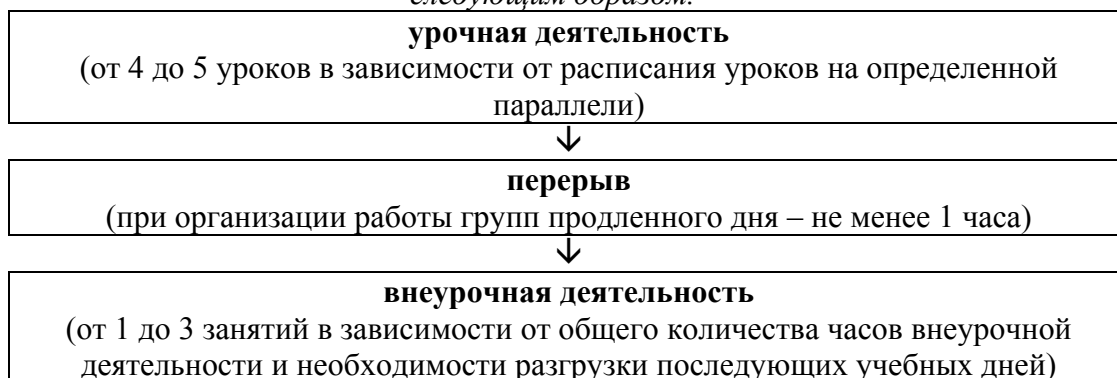 следующим образом:
урочная деятельность
(от 4 до 5 уроков в зависимости от расписания уроков на определенной
параллели)
↓
перерыв
(при организации работы групп продленного дня – не менее 1 часа)
↓
внеурочная деятельность
(от 1 до 3 занятий в зависимости от общего количества часов внеурочной
деятельности и необходимости разгрузки последующих учебных дней)